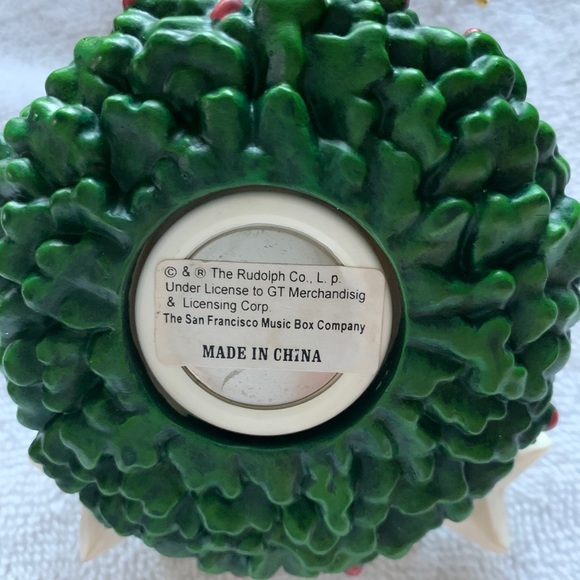 © & ® The Rudolph Co., L. p.
Under License to GT Merchandisig
& Licensing Corp.
The San Francisco Music Box Company
MADE IN CHINA